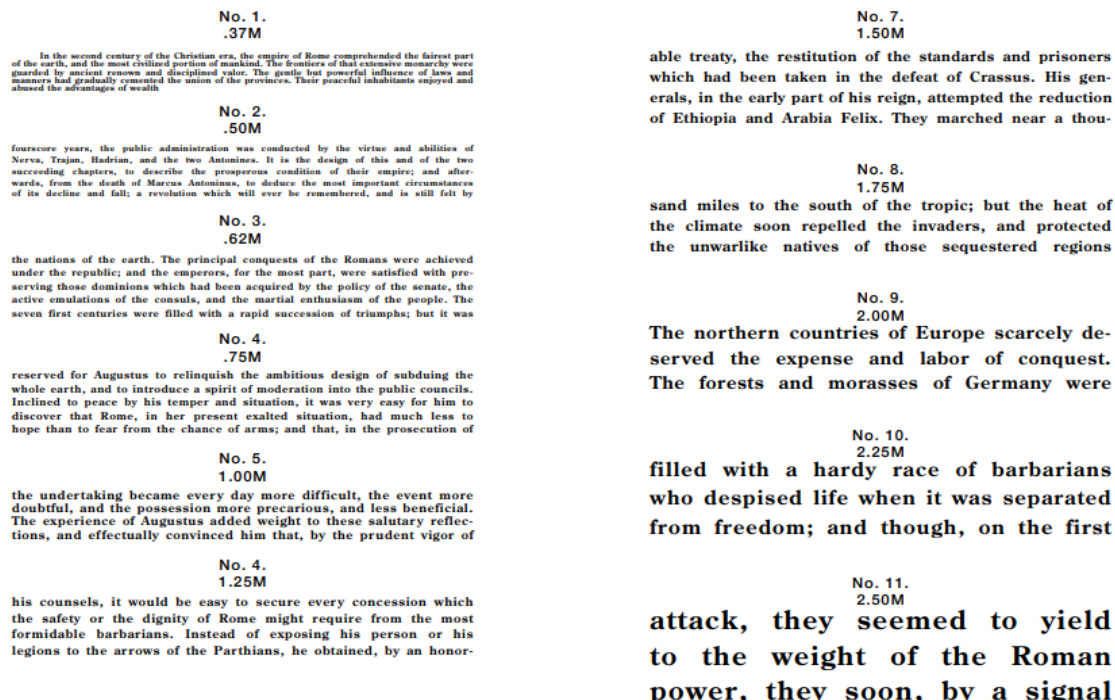 No. 1.
.37M
In the second century of the Christian era, the empire of Rome comprehended the fairest part
of the earth, and the most civilized portion of mankind. The frontiers of that extensive monarchy were
guarded by ancient renown and disciplined valor. The gentle but powerful influence of laws and
manners had gradually cemented the union of the provinces. Their peaceful inhabitants enjoyed and
abused the advantages of wealth
No. 2.
.50M
fourscore years, the public administration was conducted by the virtue and abilities of
Nerva, Trajan, Hadrian, and the two Antonines. It is the design of this and of the two
succeeding chapters, to describe the prosperous condition of their empire; and after-
wards, from the death of Marcus Antoninus, to deduce the most important circumstances
of its decline and fall; a revolution which will ever be remembered, and is still felt by
No. 3.
.62M
the nations of the earth. The principal conquests of the Romans were achieved
under the republic; and the emperors, for the most part, were satisfied with pre-
serving those dominions which had been acquired by the policy of the senate, the
active emulations of the consuls, and the martial enthusiasm of the people. The
seven first centuries were filled with a rapid succession of triumphs; but it was
No. 4.
.75M
reserved for Augustus to relinquish the ambitious design of subduing the
whole earth, and to introduce a spirit of moderation into the public councils.
Inclined to peace by his temper and situation, it was very easy for him to
discover that Rome, in her present exalted situation, had much less to
hope than to fear from the chance of arms; and that, in the prosecution of
No. 5.
1.00M
the undertaking became every day more difficult, the event more
doubtful, and the possession more precarious, and less beneficial.
The experience of Augustus added weight to these salutary reflec-
tions, and effectually convinced him that, by the prudent vigor of
No. 4.
1.25M
his counsels, it would be easy to secure every concession which
the safety or the dignity of Rome might require from the most
formidable barbarians. Instead of exposing his person or his
legions to the arrows of the Parthians, he obtained, by an honor-
No. 7.
1.50M
able treaty, the restitution of the standards and prisoners
which had been taken in the defeat of Crassus. His gen-
erals, in the early part of his reign, attempted the reduction
of Ethiopia and Arabia Felix. They marched near a thou-
No. 8.
1.75M
sand miles to the south of the tropic; but the heat of
the climate soon repelled the invaders, and protected
the unwarlike natives of those sequestered regions
No. 9.
2.00M
The northern countries of Europe scarcely de-
served the expense and labor of conquest.
The forests and morasses of Germany were
No. 10.
2.25M
filled with a hardy race of barbarians
who despised life when it was separated
from freedom; and though, on the first
No. 11.
2.50M
attack, they seemed to yield
to the weight of the Roman
power, they soon, by a signal